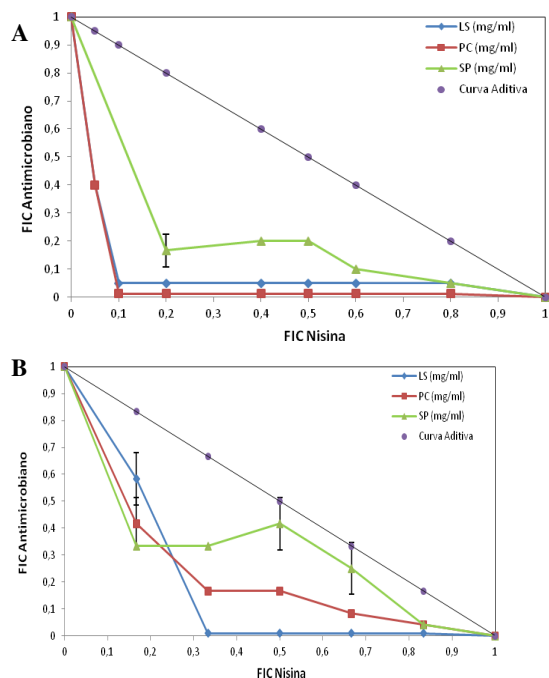 A
LS (mg/ml)
PC (mg/ml)
SP (mg/ml)
Curva Aditiva
FIC Antimicrobiano
1
0,9
0,8
0,7
0,6
0,5
0,4
0,3
0,2
0,1
0
0 0,1 0,2 0,3 0,4 0,5 0,6 0,7 0,8 0,9 1
FIC Nisina
B
LS (mg/ml)
PC (mg/ml)
SP (mg/ml)
Curva Aditiva
FIC Antimicrobiano
1
0,9
0,8
0,7
0,6
0,5
0,4
0,3
0,2
0,1
0
0 0,1 0,2 0,3 0,4 0,5 0,6 0,7 0,8 0,9 1
FIC Nisina